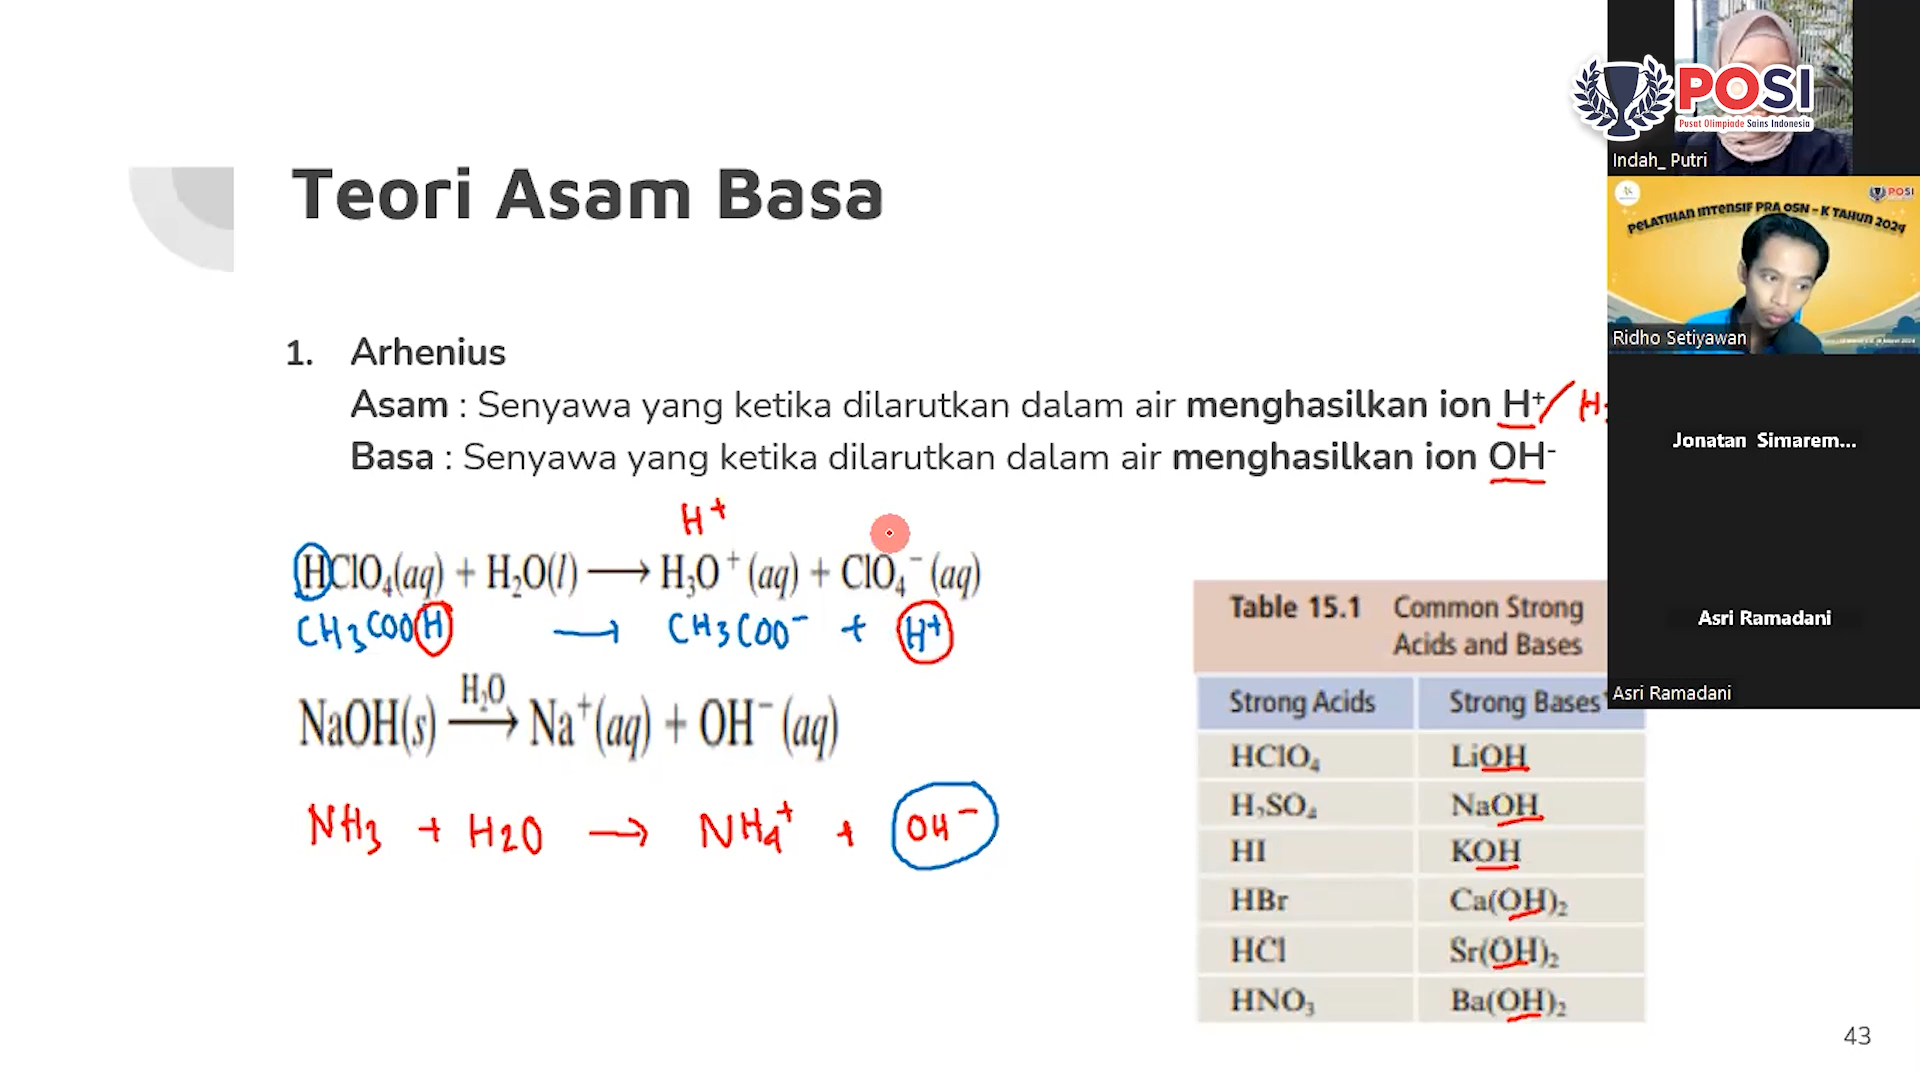 Teori Asam Basa
1. Arhenius
Asam : Senyawa yang ketika dilarutkan dalam air menghasilkan ion H⁺/ H
Basa : Senyawa yang ketika dilarutkan dalam air menghasilkan ion OH⁻
H⁺
HClO₄(aq) + H₂O(l) ⟶ H₃O⁺(aq) + ClO₄⁻(aq)
CH3COOH → CH3COO⁻ + H⁺
H₂O
NaOH(s) ⟶ Na⁺(aq) + OH⁻(aq)
NH3 + H2O → NH4⁺ + OH⁻
Table 15.1 Common Strong
Acids and Bases
Strong Acids Strong Bases
HClO₄ LiOH
H₂SO₄ NaOH
HI KOH
HBr Ca(OH)₂
HCl Sr(OH)₂
HNO₃ Ba(OH)₂
43
POSI
Pusat Olimpiade Sains Indonesia
Indah_ Putri
POSI
PELATIHAN INTENSIF PRA OSN - K TAHUN 2024
Ridho Setiyawan
Jonatan Simarem...
Asri Ramadani
Asri Ramadani